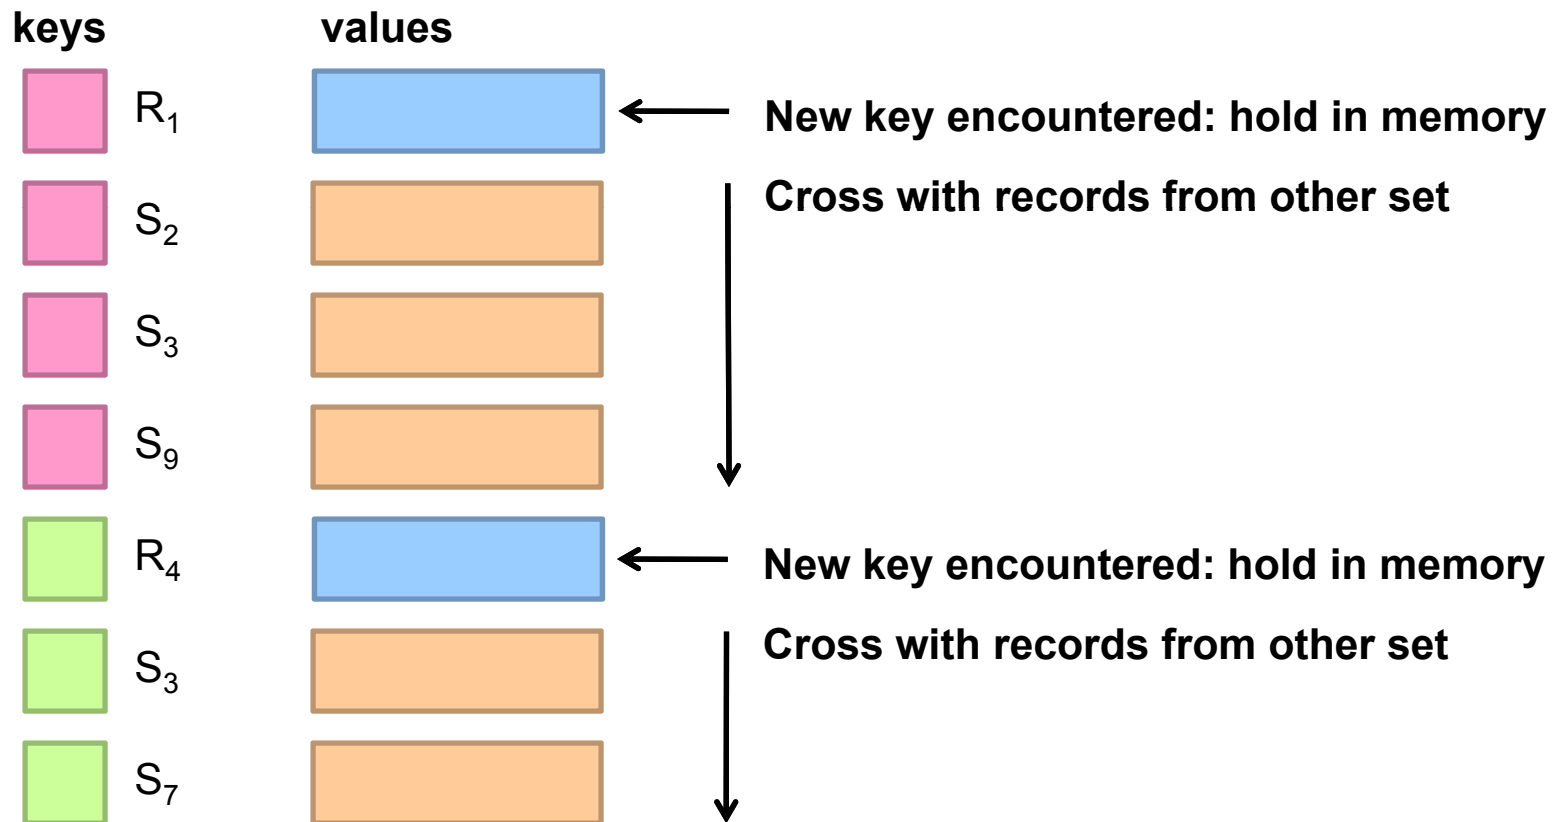 keys values
R1 New key encountered: hold in memory
S2 Cross with records from other set
S3
S9
R4 New key encountered: hold in memory
S3 Cross with records from other set
S7